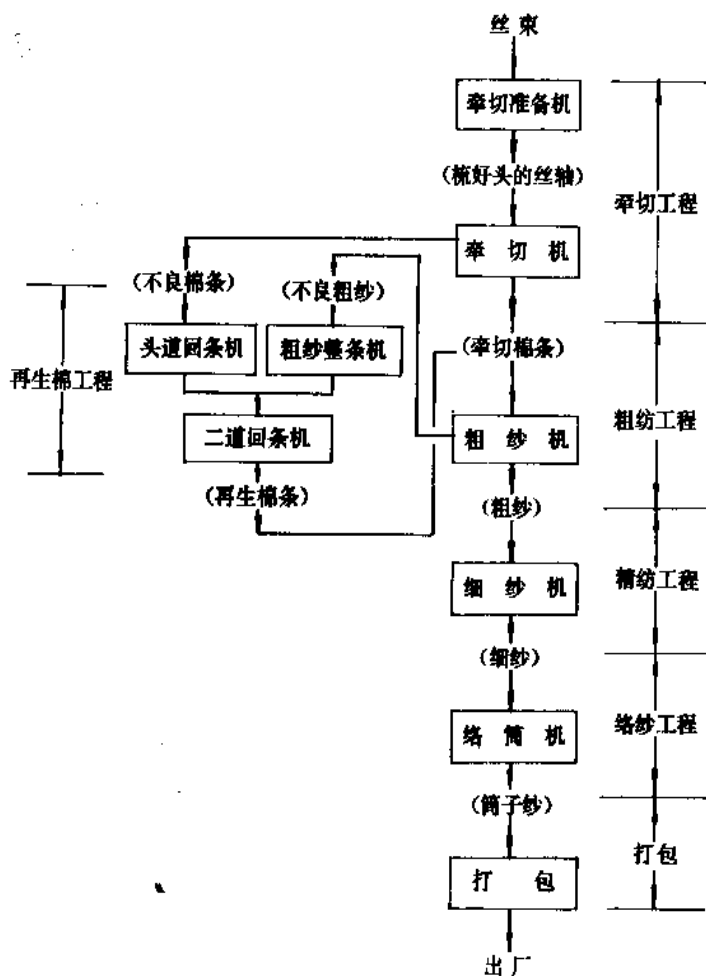 丝束
牵切准备机
(梳好头的丝轴)
牵切工程
牵切机
(不良棉条)
(不良粗纱)
头道回条机
粗纱整条机
(牵切棉条)
再生棉工程
二道回条机
粗纱机
粗纺工程
(再生棉条)
(粗纱)
细纱机
精纺工程
(细纱)
络筒机
络纱工程
(筒子纱)
打包
打包
出厂